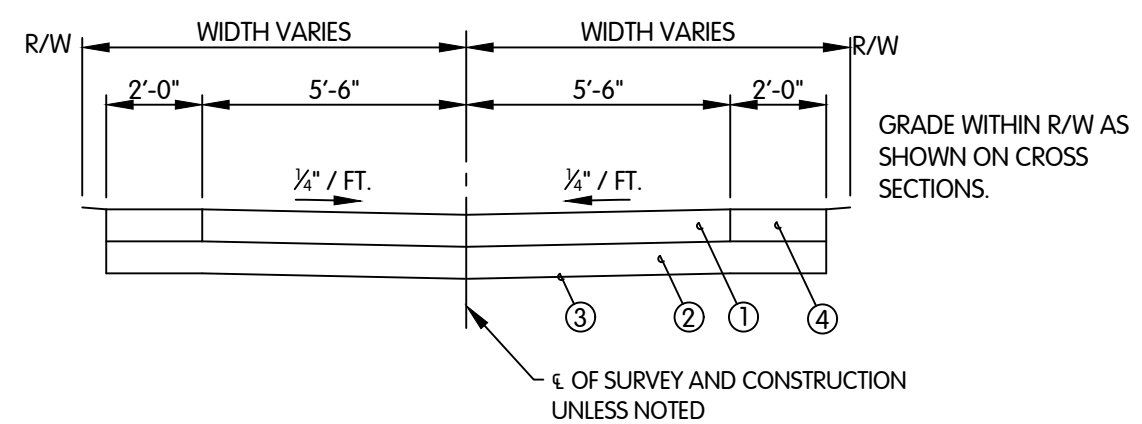 R/W
WIDTH VARIES
WIDTH VARIES
R/W
2'-0"
5'-6"
5'-6"
2'-0"
GRADE WITHIN R/W AS
SHOWN ON CROSS
SECTIONS.
¼" / FT.
¼" / FT.
③
②
①
④
℄ OF SURVEY AND CONSTRUCTION
UNLESS NOTED